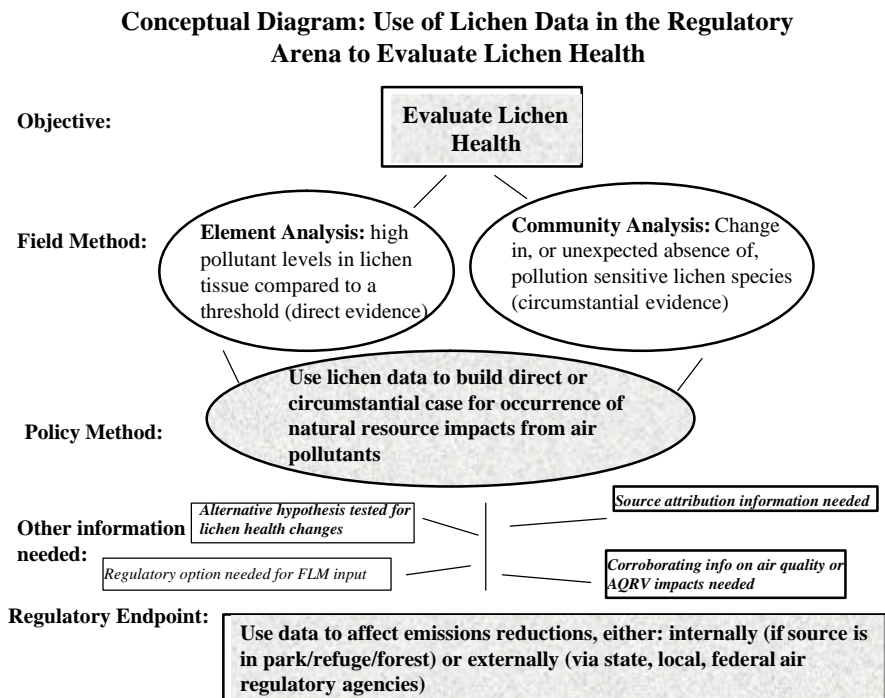 Conceptual Diagram: Use of Lichen Data in the Regulatory
Arena to Evaluate Lichen Health
Objective:
Evaluate Lichen
Health
Field Method:
Element Analysis: high
pollutant levels in lichen
tissue compared to a
threshold (direct evidence)
Community Analysis: Change
in, or unexpected absence of,
pollution sensitive lichen species
(circumstantial evidence)
Policy Method:
Use lichen data to build direct or
circumstantial case for occurrence of
natural resource impacts from air
pollutants
Other information
needed:
Alternative hypothesis tested for
lichen health changes
Source attribution information needed
Regulatory option needed for FLM input
Corroborating info on air quality or
AQRV impacts needed
Regulatory Endpoint:
Use data to affect emissions reductions, either: internally (if source is
in park/refuge/forest) or externally (via state, local, federal air
regulatory agencies)